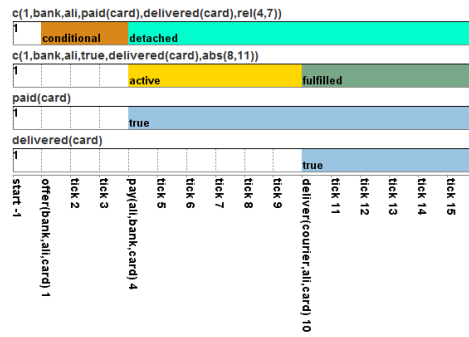 c(1,bank,ali,paid(card),delivered(card),rel(4,7))
1
conditional detached
c(1,bank,ali,true,delivered(card),abs(8,11))
1
active fulfilled
paid(card)
1
true
delivered(card)
1
true
start -1
offer(bank,ali,card) 1
tick 2
tick 3
pay(ali,bank,card) 4
tick 5
tick 6
tick 7
tick 8
tick 9
deliver(courier,ali,card) 10
tick 11
tick 12
tick 13
tick 14
tick 15